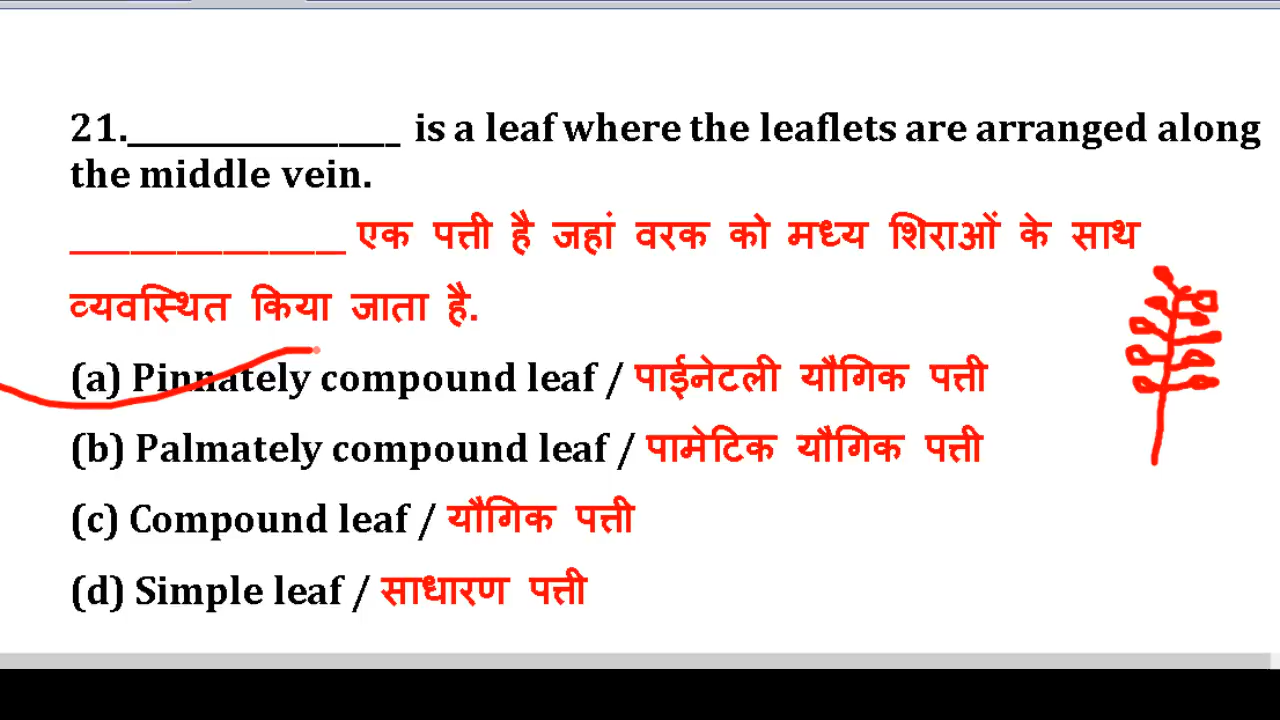 21.________________ is a leaf where the leaflets are arranged along
the middle vein.
__________________ एक पत्ती है जहां वरक को मध्य शिराओं के साथ
व्यवस्थित किया जाता है.
(a) Pinnately compound leaf / पाईनेटली यौगिक पत्ती
(b) Palmately compound leaf / पामेटिक यौगिक पत्ती
(c) Compound leaf / यौगिक पत्ती
(d) Simple leaf / साधारण पत्ती